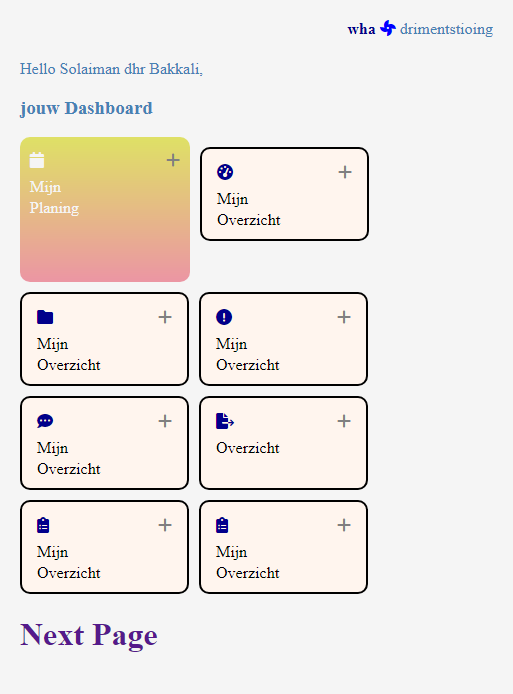 wha drimentstioing
Hello Solaiman dhr Bakkali,
jouw Dashboard
Mijn
Planing
Mijn
Overzicht
Mijn
Overzicht
Mijn
Overzicht
Mijn
Overzicht
Overzicht
Mijn
Overzicht
Mijn
Overzicht
Next Page